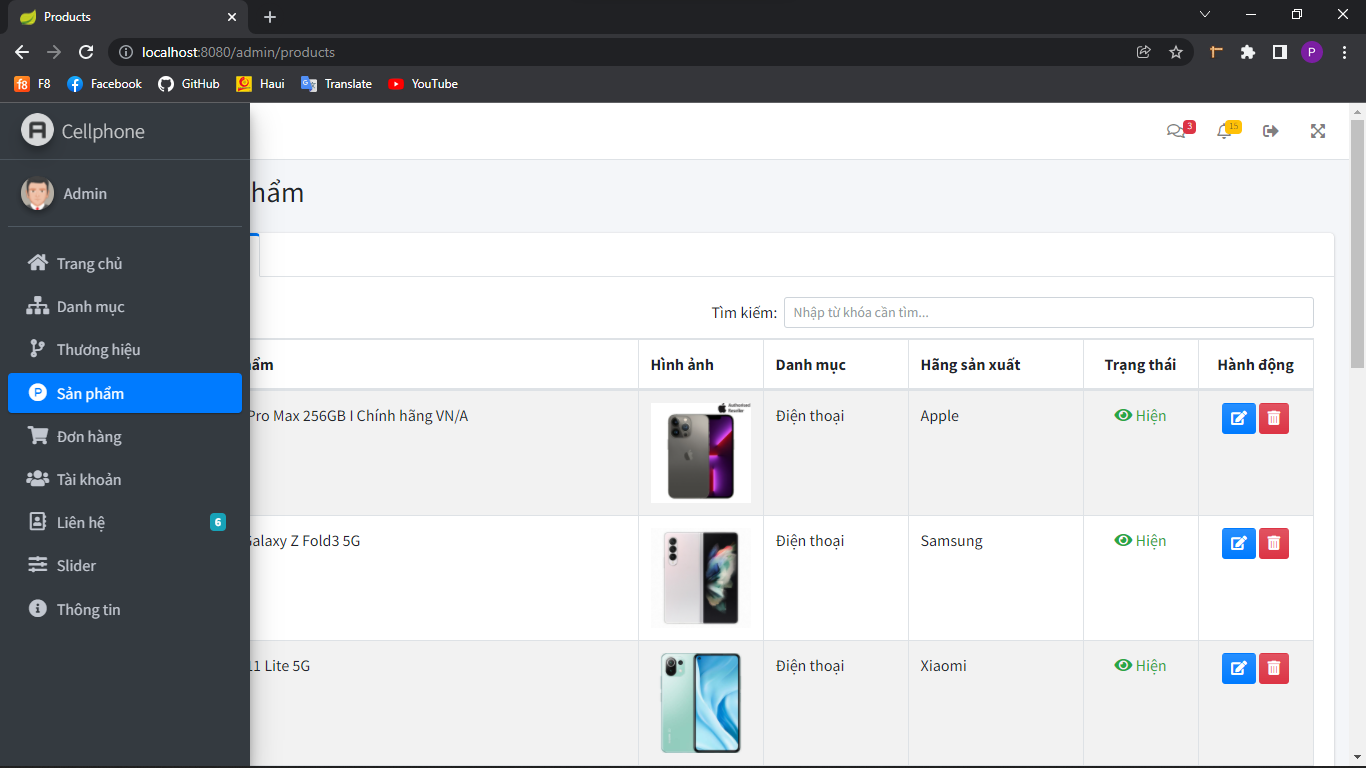 Products
localhost:8080/admin/products
P
F8
Facebook
GitHub
Haui
Translate
YouTube
Cellphone
3
15
Admin
hẩm
Trang chủ
Danh mục
Thương hiệu
Sản phẩm
Đơn hàng
Tài khoản
Liên hệ 6
Slider
Thông tin
Tìm kiếm: Nhập từ khóa cần tìm...
ẩm Hình ảnh Danh mục Hãng sản xuất Trạng thái Hành động
Pro Max 256GB I Chính hãng VN/A Điện thoại Apple Hiện
Galaxy Z Fold3 5G Điện thoại Samsung Hiện
11 Lite 5G Điện thoại Xiaomi Hiện